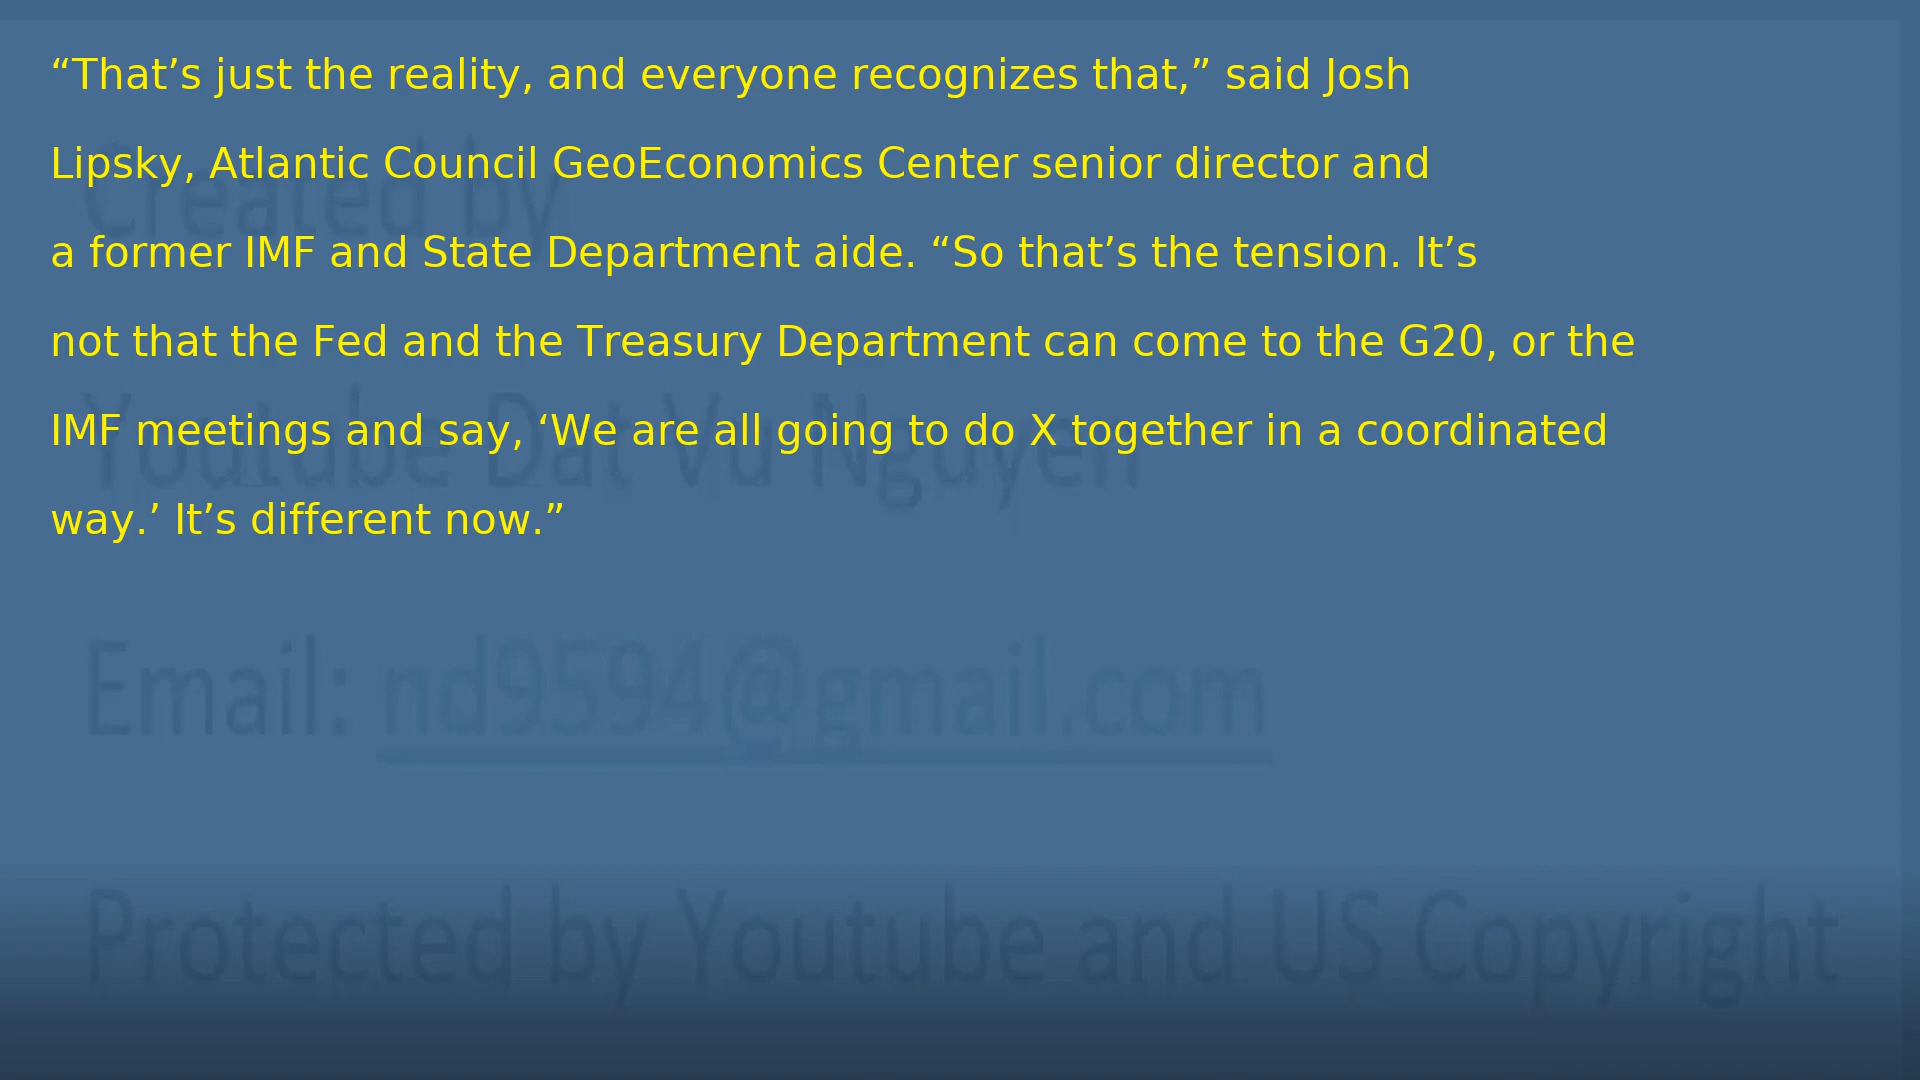 “That’s just the reality, and everyone recognizes that,” said Josh
Lipsky, Atlantic Council GeoEconomics Center senior director and
Created by
a former IMF and State Department aide. “So that’s the tension. It’s
not that the Fed and the Treasury Department can come to the G20, or the
IMF meetings and say, ‘We are all going to do X together in a coordinated
Youtube Dat Vu Nguyen
way.’ It’s different now.”
Email: nd9594@gmail.com
Protected by Youtube and US Copyright